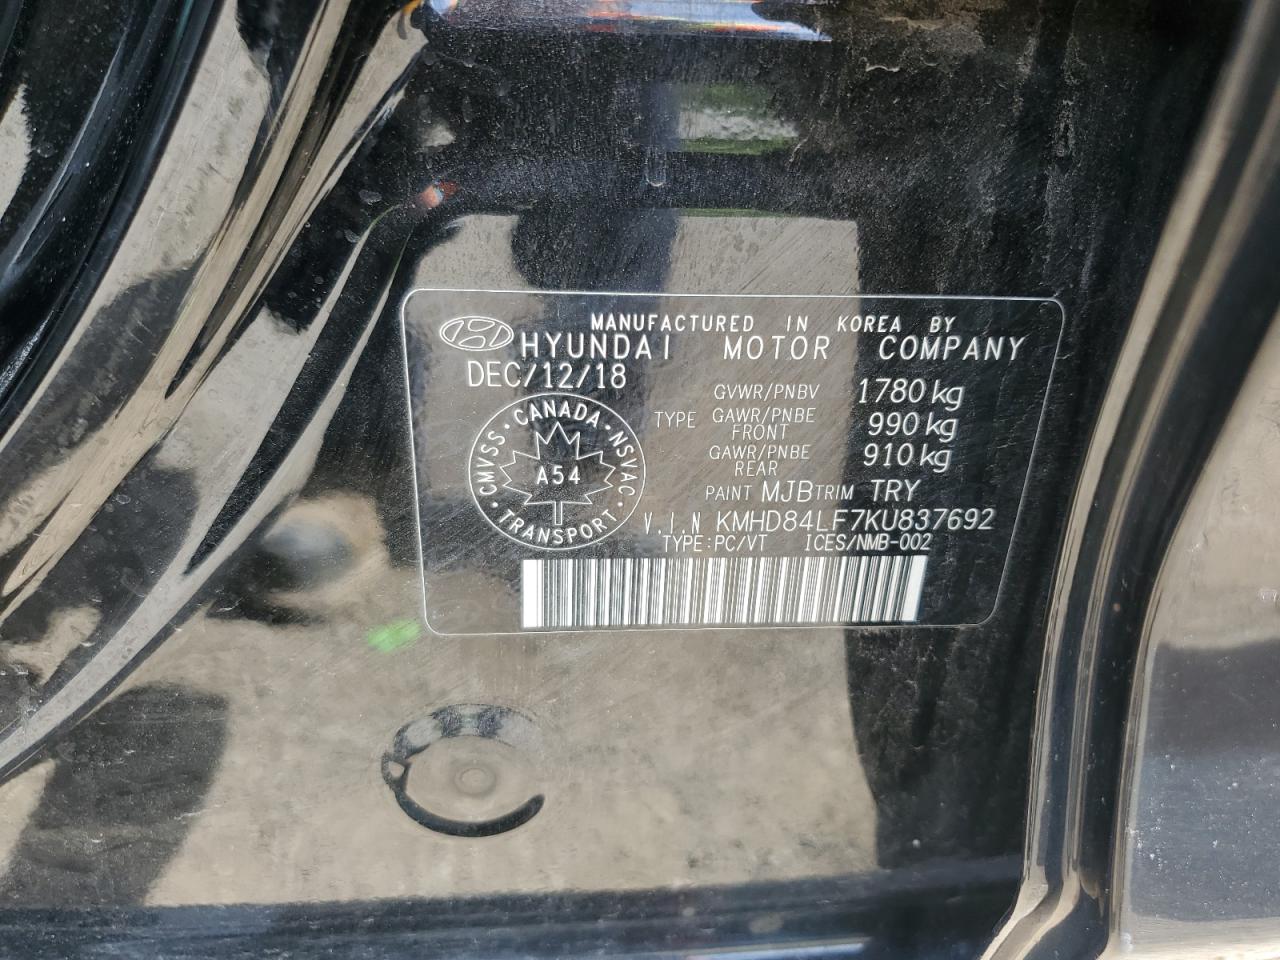 MANUFACTURED IN KOREA BY
HYUNDAI MOTOR COMPANY
DEC/12/18
GVWR/PNBV 1780 kg
TYPE GAWR/PNBE FRONT 990 kg
GAWR/PNBE REAR 910 kg
PAINT MJB TRIM TRY
V.I.N KMHD84LF7KU837692
TYPE:PC/VT ICES/NMB-002
CMVSS · CANADA · NSVAC · TRANSPORT ·
A54